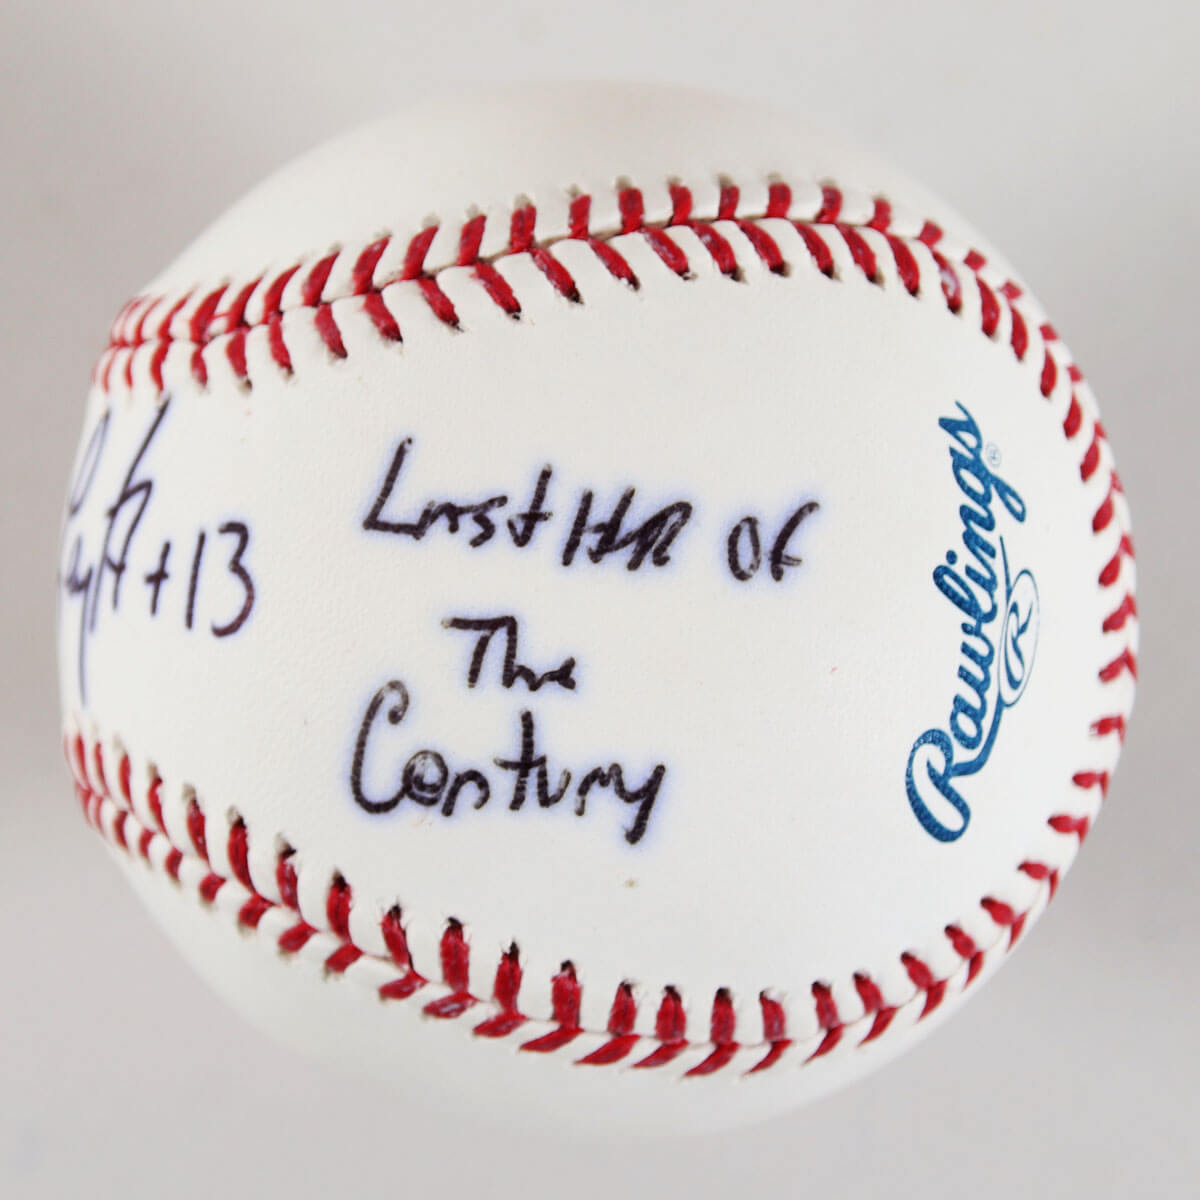 Last HR Of
The
Century
13
Rawlings®
R